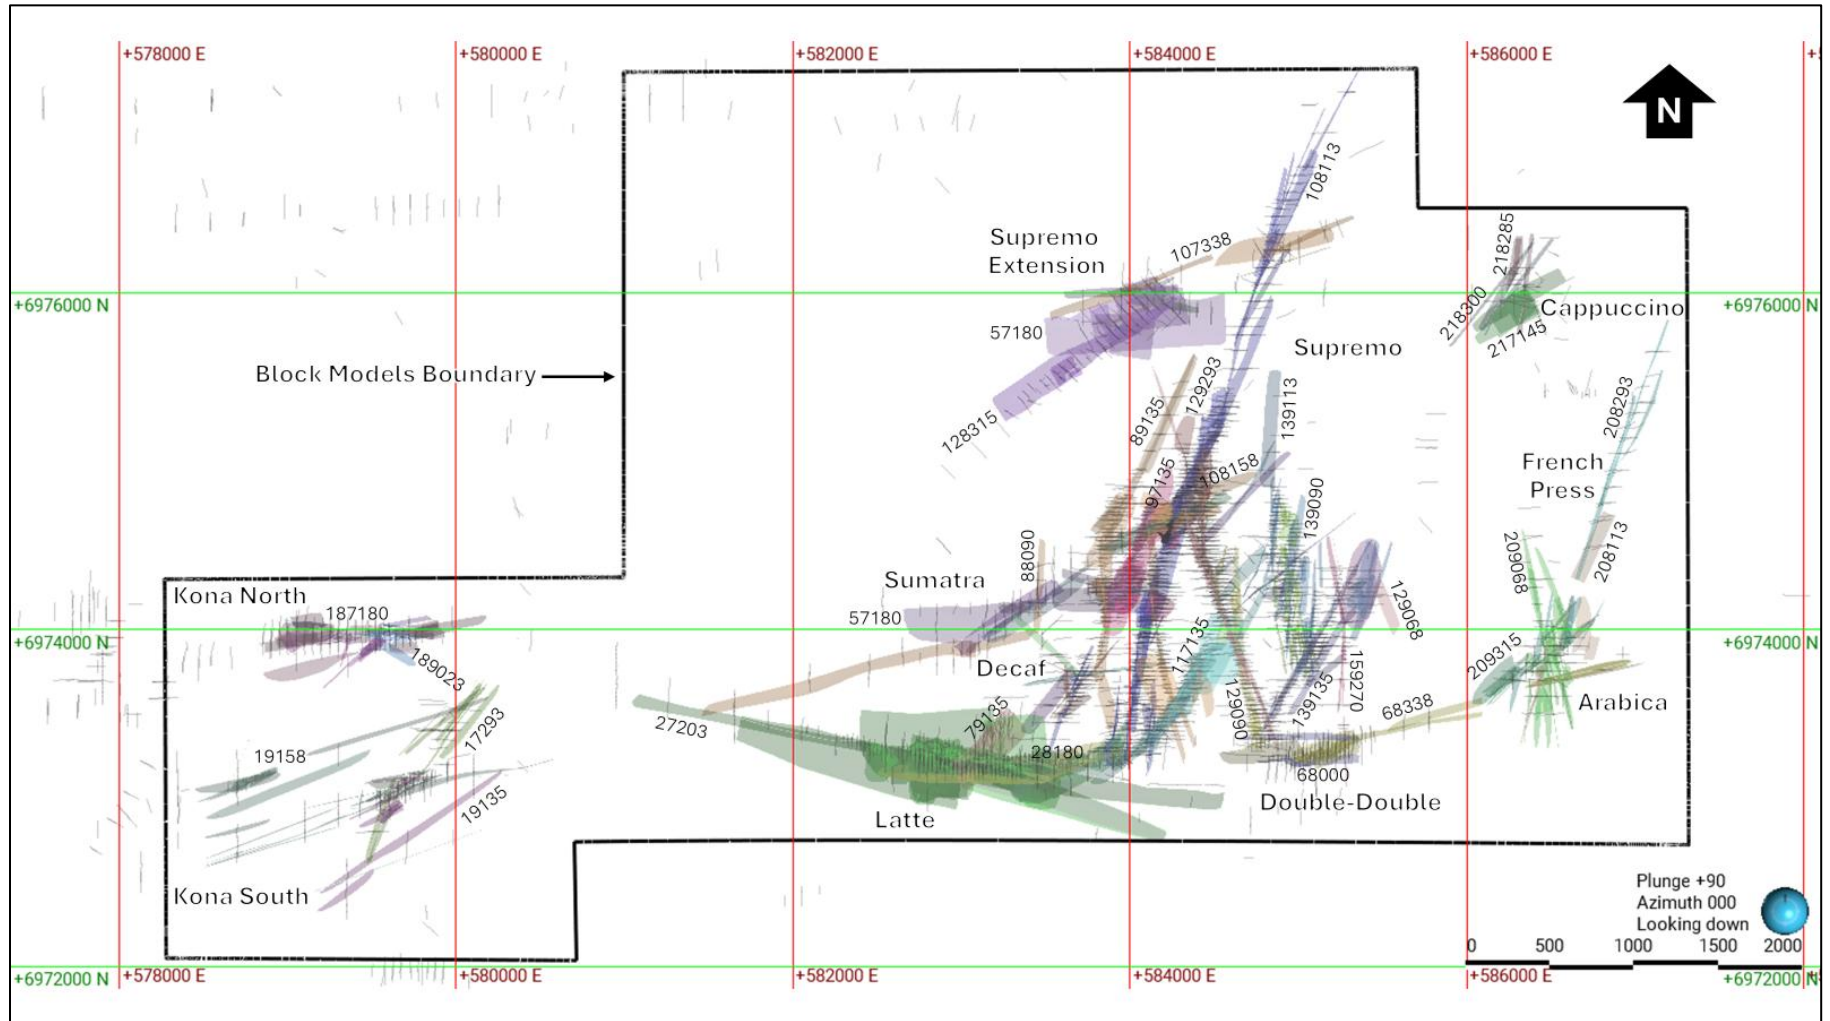 +578000 E
+580000 E
+582000 E
+584000 E
+586000 E
N
108113
107338
Supremo
Extension
218285
+6976000 N
+6976000 N
Cappuccino
218300
217145
57180
Supremo
Block Models Boundary
129293
89135
139113
208293
128315
French
Press
97135
108158
139090
208113
209068
88090
Sumatra
Kona North
187180
57180
129068
+6974000 N
+6974000 N
117135
189023
Decaf
209315
159270
139135
129090
68338
Arabica
27203
79135
17293
28180
19158
68000
Double-Double
19135
Latte
Kona South
Plunge +90
Azimuth 000
Looking down
0 500 1000 1500 2000
+6972000 N
+578000 E
+580000 E
+582000 E
+584000 E
+586000 E
+6972000 N